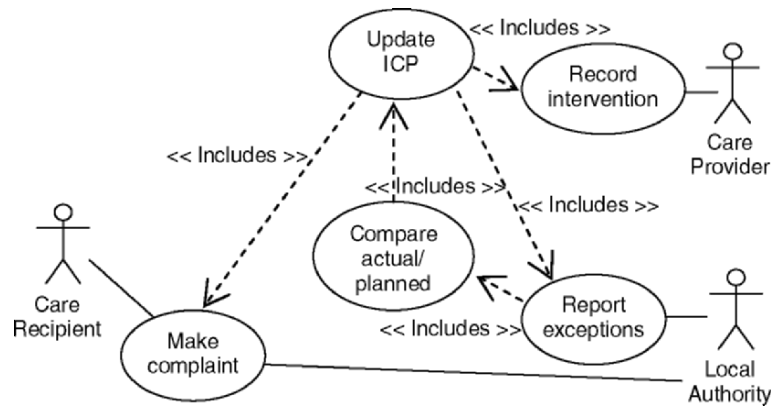 Update
ICP
<< Includes >>
Record
intervention
Care
Provider
<< Includes >>
<< Includes >>
<< Includes >>
Compare
actual/
planned
Care
Recipient
Report
exceptions
<< Includes >>
Make
complaint
Local
Authority